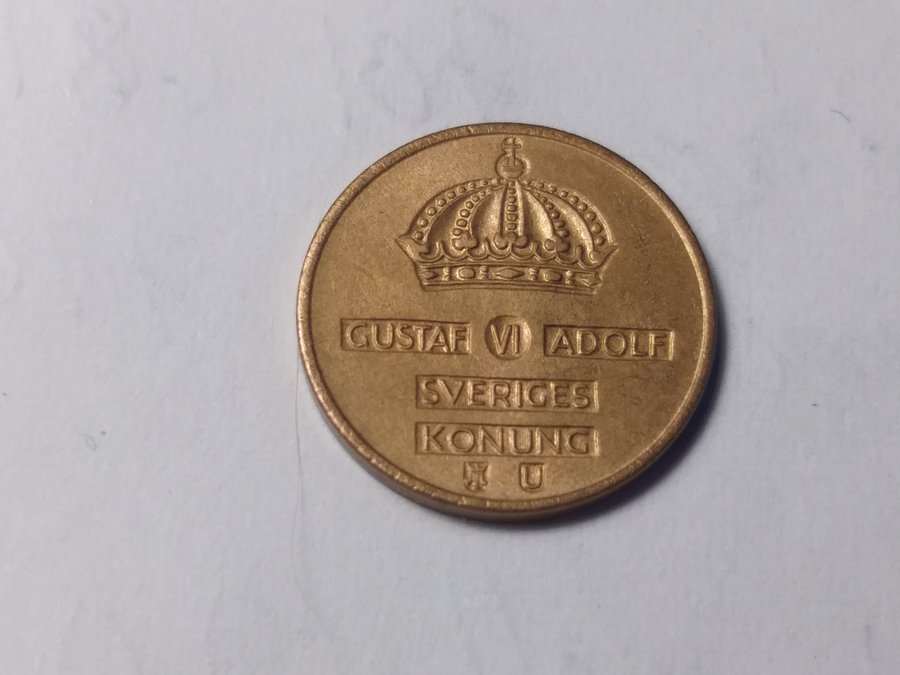 GUSTAF VI ADOLF
SVERIGES
KONUNG
U